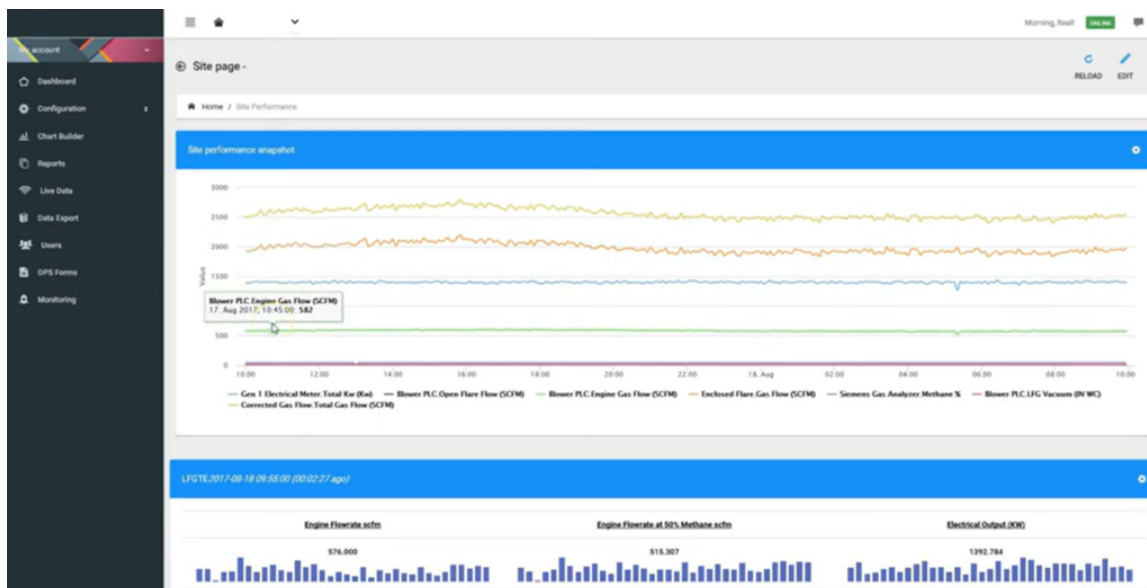 Morning, Itself ONLINE
My account
Dashboard
Configuration
Chart Builder
Reports
Live Data
Data Export
Users
OPS Forms
Monitoring
Site page -
RELOAD EDIT
Home / Site Performance
Site performance snapshot
3000
2500
2000
1500
500
0
Value
Blower PLC.Engine Gas Flow (SCFM)
17. Aug 2017, 10:45:00: 582
10:00 12:00 14:00 16:00 18:00 20:00 22:00 18. Aug 02:00 04:00 06:00 08:00 10:00
Gen 1 Electrical Meter.Total Kw (Kw) Blower PLC.Open Flare Flow (SCFM) Blower PLC.Engine Gas Flow (SCFM) Enclosed Flare.Gas Flow (SCFM) Siemens Gas Analyzer.Methane % Blower PLC.LFG Vacuum (IN WC)
Corrected Gas Flow.Total Gas Flow (SCFM)
LFGTE 2017-08-18 09:55:00 (00:02:27 ago)
Engine Flowrate scfm Engine Flowrate at 50% Methane scfm Electrical Output (KW)
576.000 515.307 1392.784